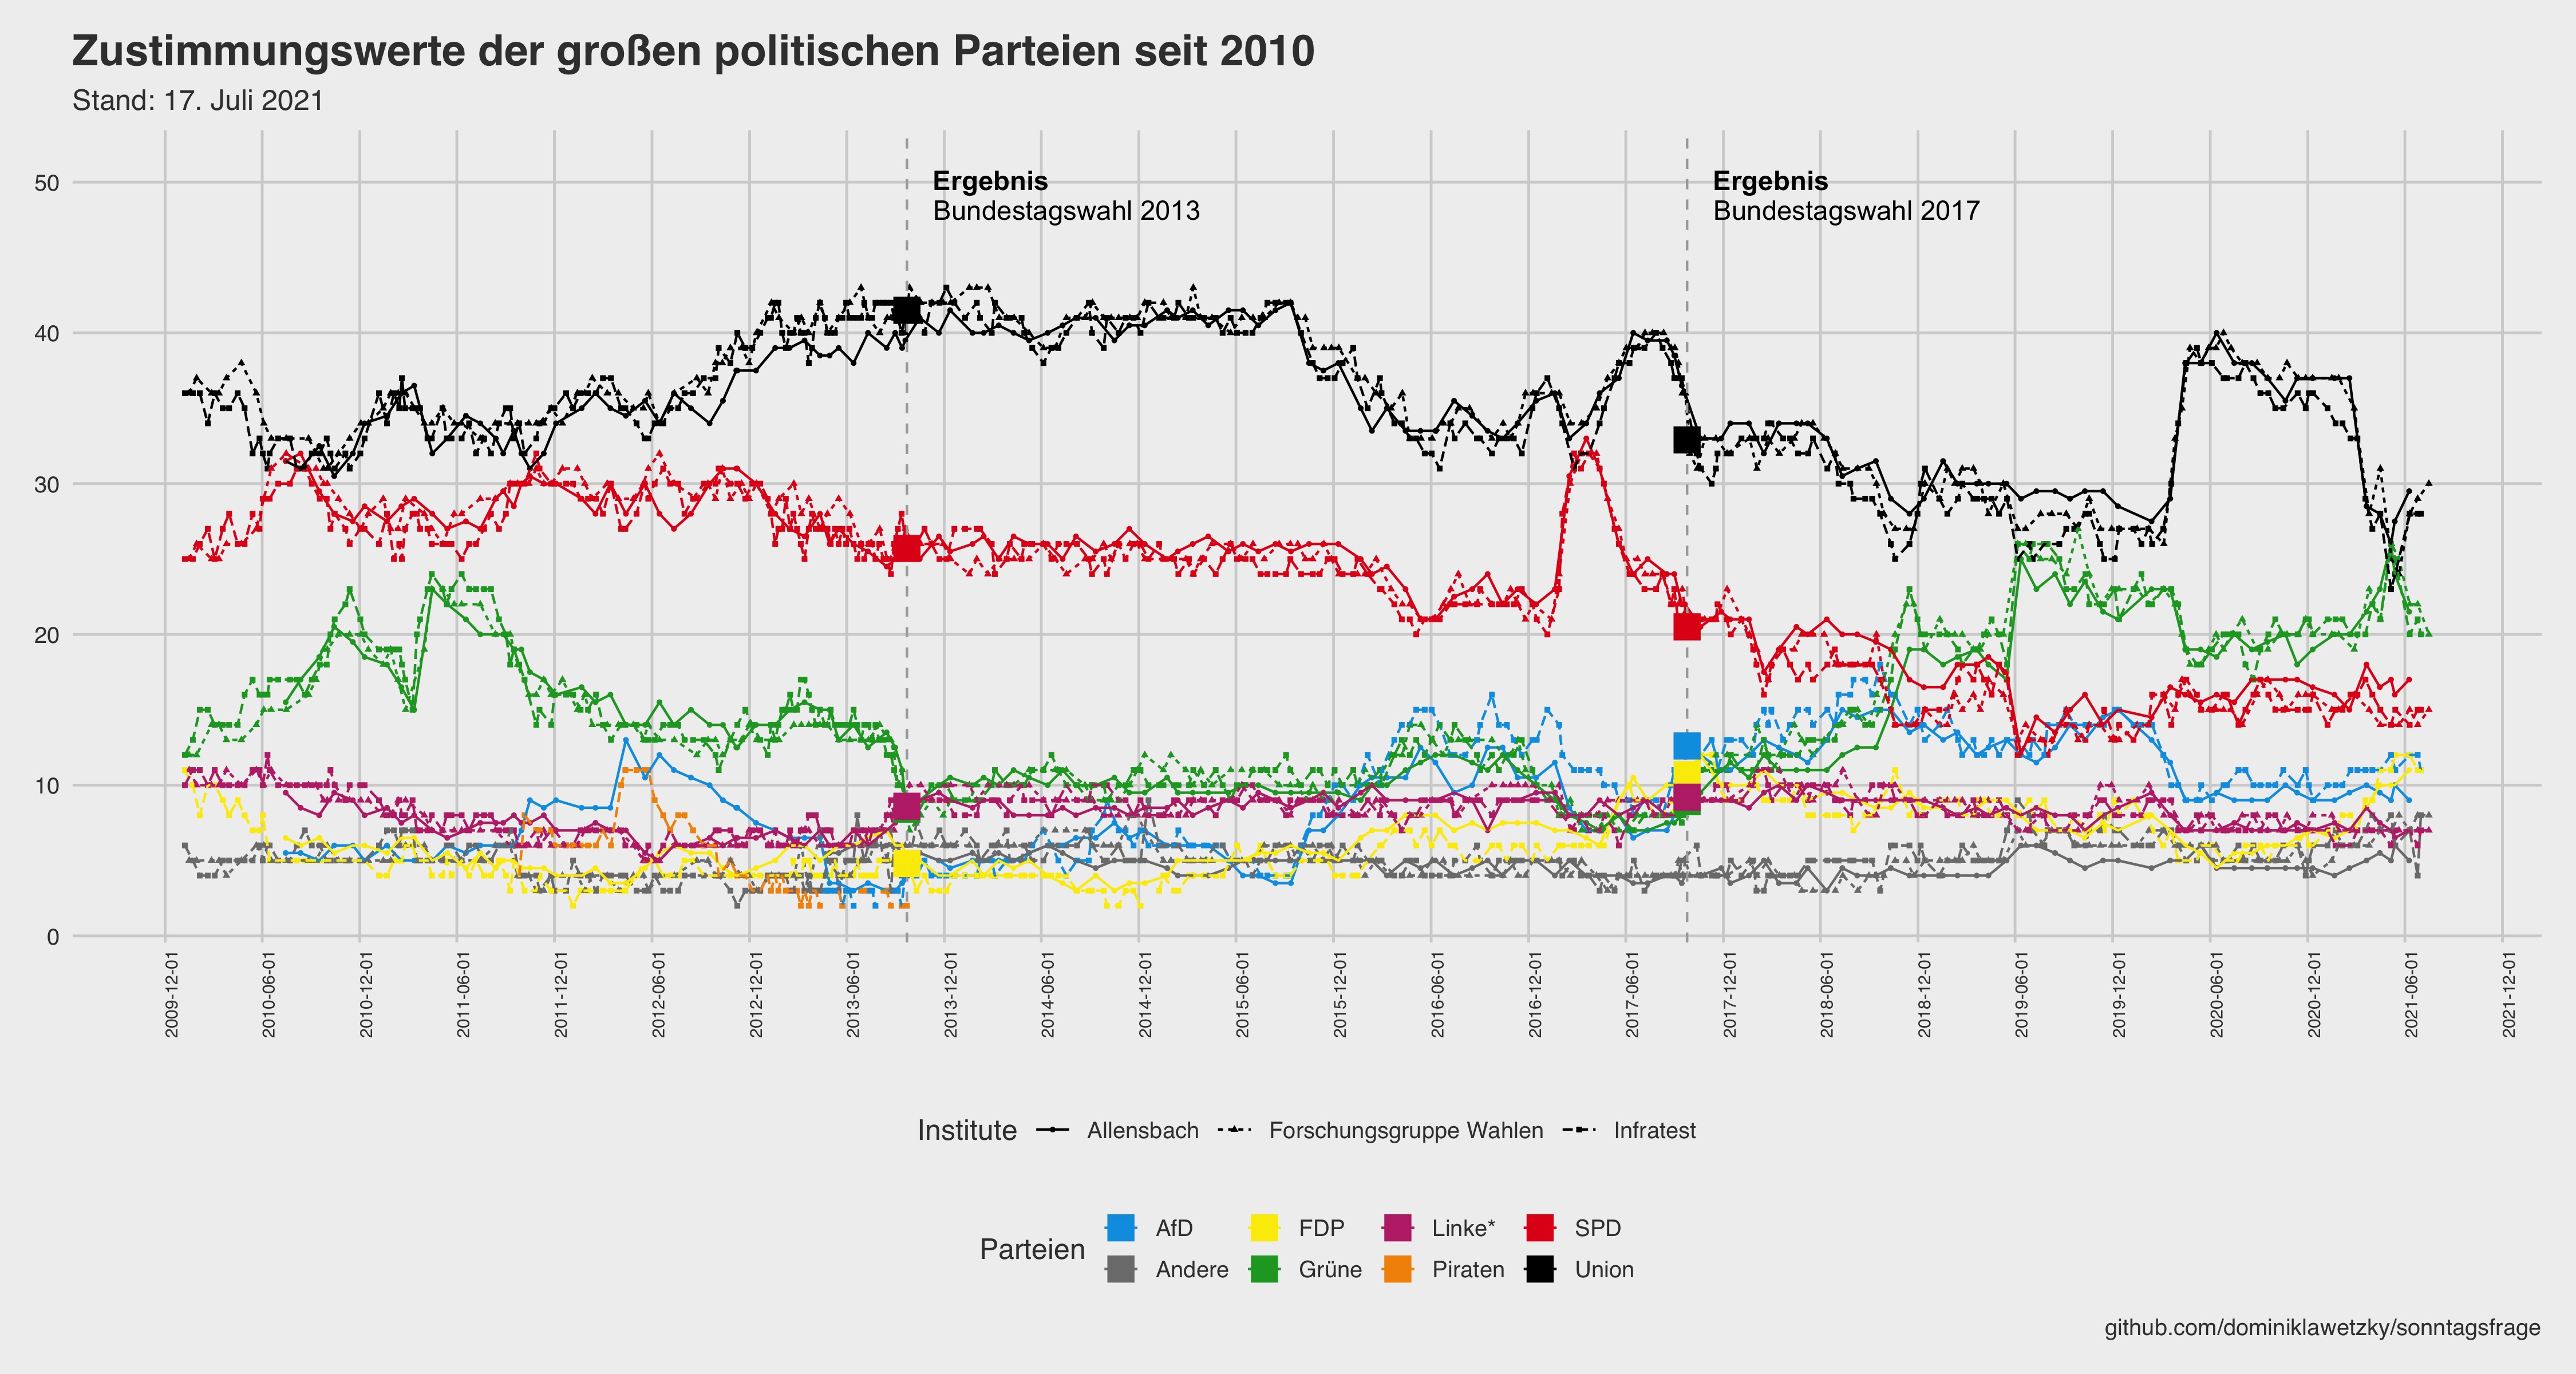 Zustimmungswerte der großen politischen Parteien seit 2010
Stand: 17. Juli 2021
50
40
30
20
10
0
Ergebnis
Bundestagswahl 2013
Ergebnis
Bundestagswahl 2017
2009-12-01
2010-06-01
2010-12-01
2011-06-01
2011-12-01
2012-06-01
2012-12-01
2013-06-01
2013-12-01
2014-06-01
2014-12-01
2015-06-01
2015-12-01
2016-06-01
2016-12-01
2017-06-01
2017-12-01
2018-06-01
2018-12-01
2019-06-01
2019-12-01
2020-06-01
2020-12-01
2021-06-01
2021-12-01
Institute Allensbach Forschungsgruppe Wahlen Infratest
Parteien
AfD FDP Linke* SPD
Andere Grüne Piraten Union
github.com/dominiklawetzky/sonntagsfrage